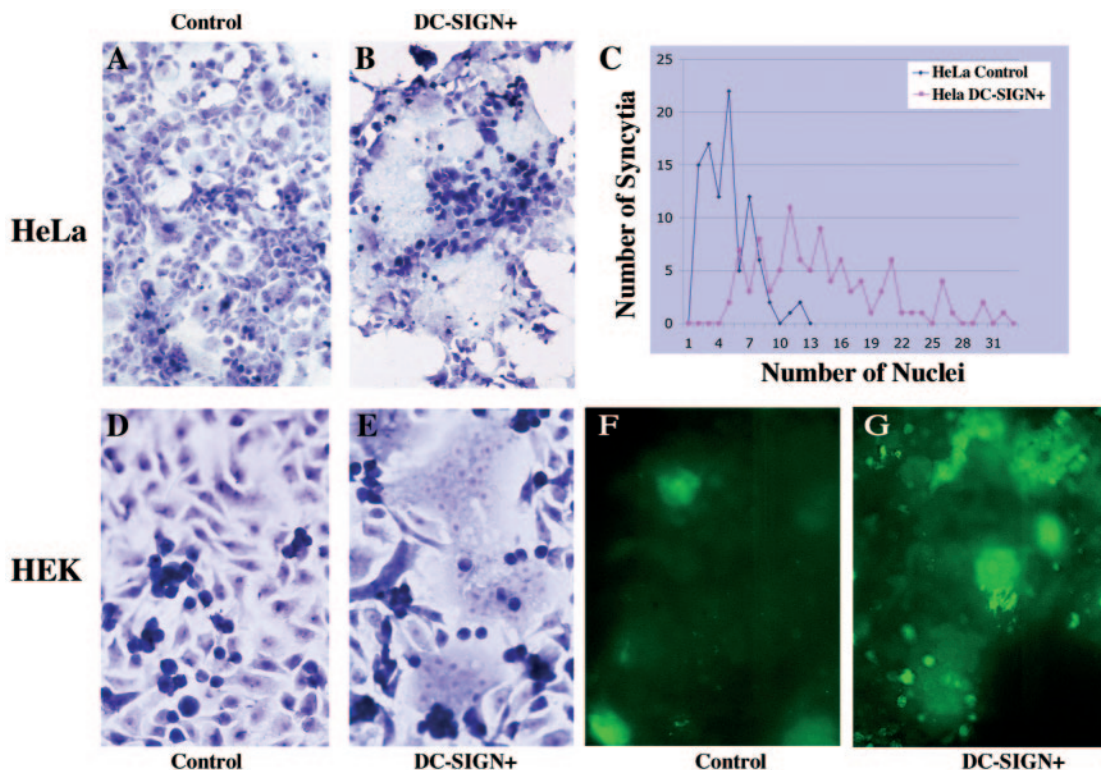 Control
DC-SIGN+
A
B
C
HeLa
25
20
15
10
5
0
Number of Syncytia
HeLa Control
Hela DC-SIGN+
1 4 7 10 13 16 19 22 25 28 31
Number of Nuclei
D
E
F
G
HEK
Control
DC-SIGN+
Control
DC-SIGN+